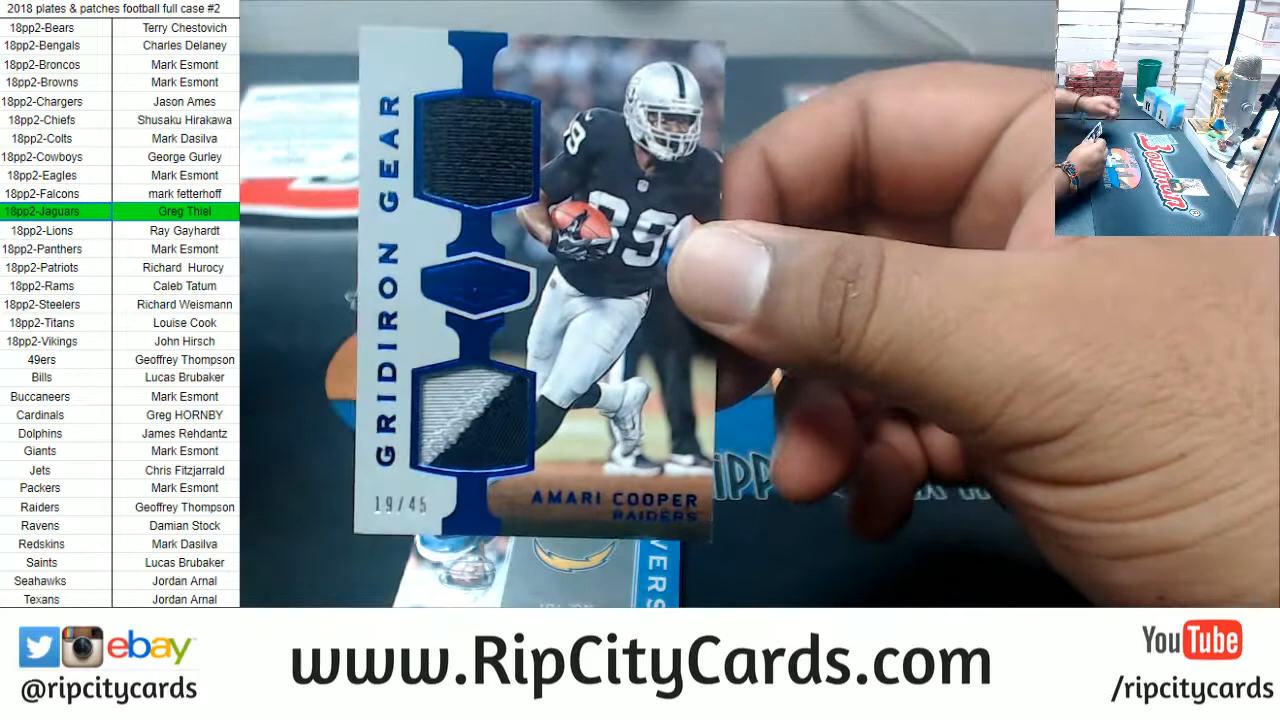 2018 plates & patches football full case #2
18pp2-Bears Terry Chestovich
18pp2-Bengals Charles Delaney
18pp2-Broncos Mark Esmont
18pp2-Browns Mark Esmont
18pp2-Chargers Jason Ames
18pp2-Chiefs Shusaku Hirakawa
18pp2-Colts Mark Dasilva
18pp2-Cowboys George Gurley
18pp2-Eagles Mark Esmont
18pp2-Falcons mark fetterhoff
18pp2-Jaguars Greg Thiel
18pp2-Lions Ray Gayhardt
18pp2-Panthers Mark Esmont
18pp2-Patriots Richard Hurocy
18pp2-Rams Caleb Tatum
18pp2-Steelers Richard Weismann
18pp2-Titans Louise Cook
18pp2-Vikings John Hirsch
49ers Geoffrey Thompson
Bills Lucas Brubaker
Buccaneers Mark Esmont
Cardinals Greg HORNBY
Dolphins James Rehdantz
Giants Mark Esmont
Jets Chris Fitzjarrald
Packers Mark Esmont
Raiders Geoffrey Thompson
Ravens Damian Stock
Redskins Mark Dasilva
Saints Lucas Brubaker
Seahawks Jordan Arnal
Texans Jordan Arnal
GRIDIRON GEAR
89
19/45
AMARI COOPER
RAIDERS
VERS
Bowman
ebay
@ripcitycards
www.RipCityCards.com
YouTube
/ripcitycards